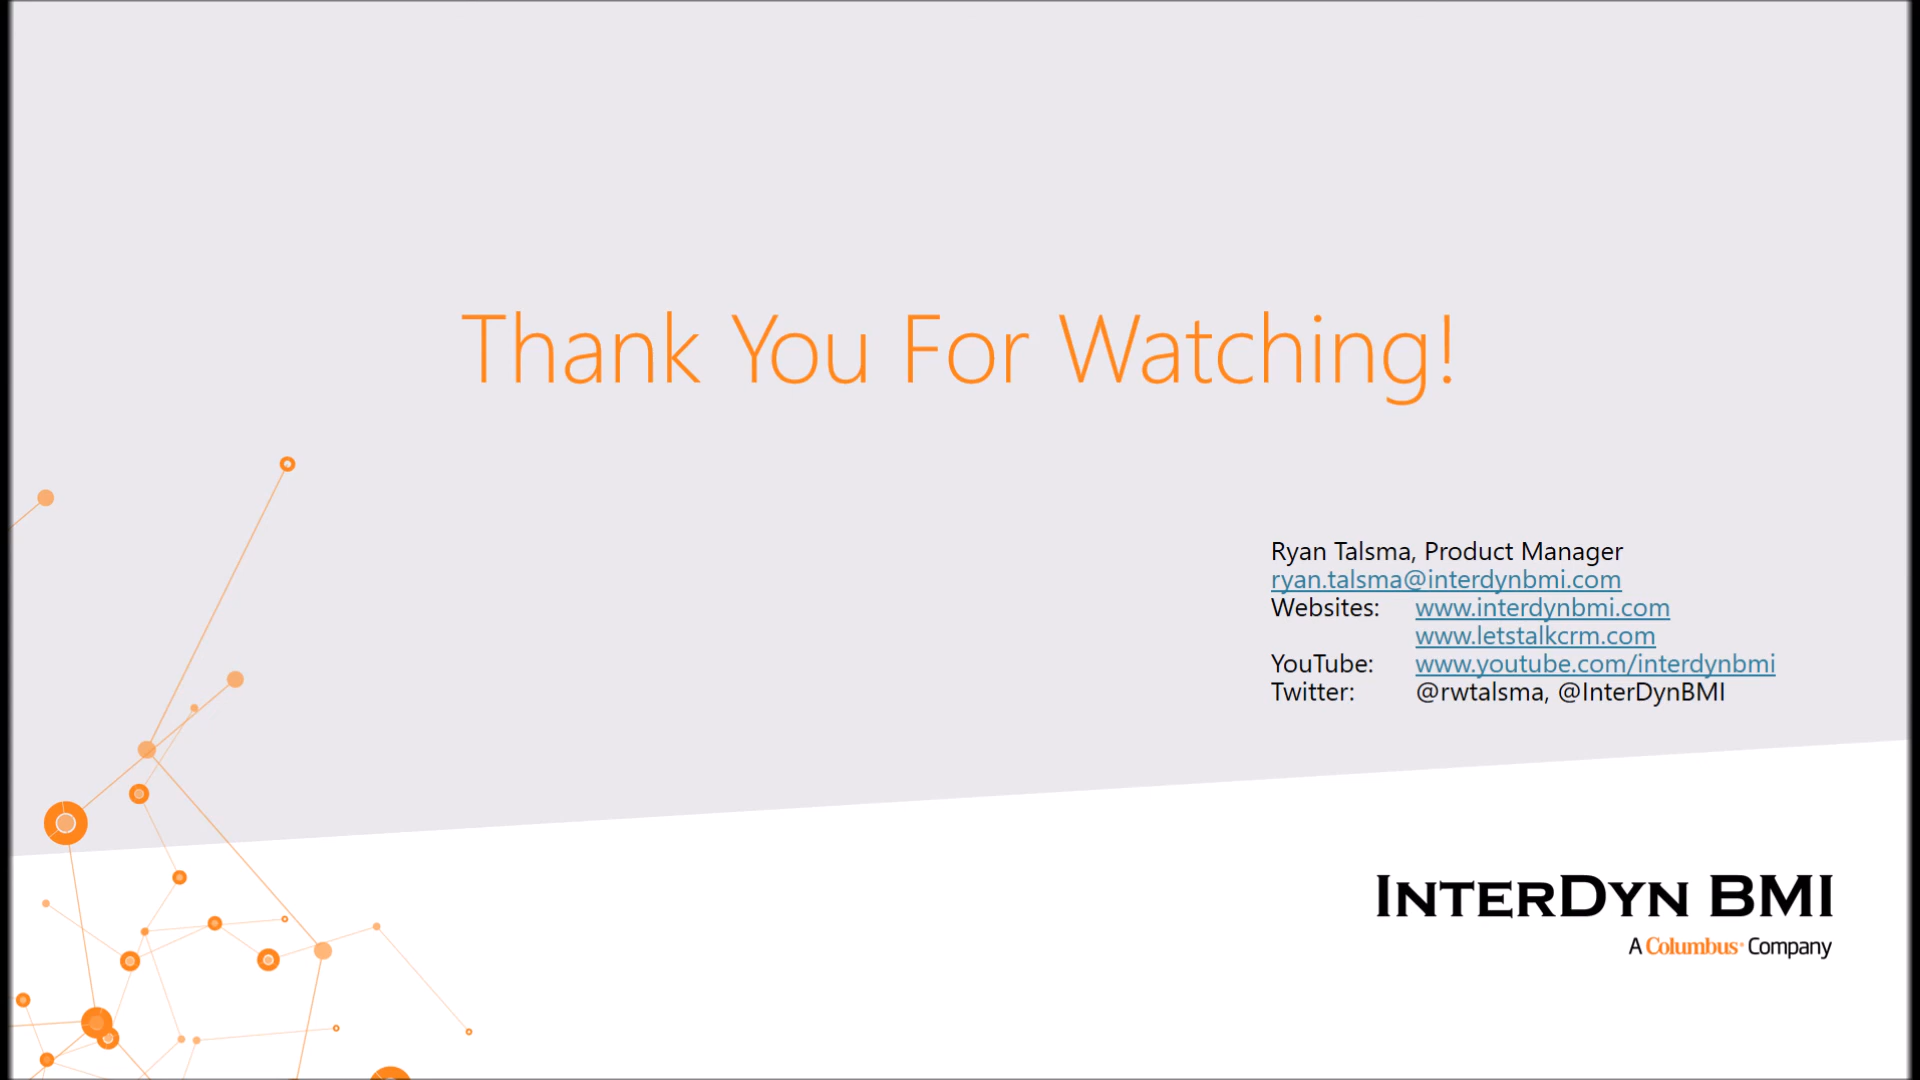 Thank You For Watching!
Ryan Talsma, Product Manager
ryan.talsma@interdynbmi.com
Websites: www.interdynbmi.com
www.letstalkcrm.com
YouTube: www.youtube.com/interdynbmi
Twitter: @rwtalsma, @InterDynBMI
INTERDYN BMI
A Columbus® Company